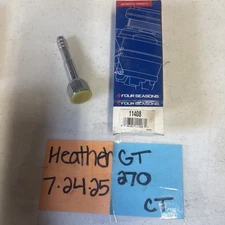 FOUR SEASONS
FOUR SEASONS
11408
Heather GT
7.24.25 270
CT